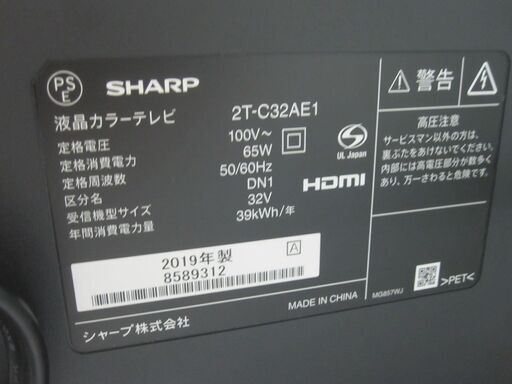 PS
E
SHARP
液晶カラーテレビ 2T-C32AE1
定格電圧 100V~
定格消費電力 65W
定格周波数 50/60Hz
区分名 DN1
受信機型サイズ 32V
年間消費電力量 39kWh/年
UL Japan
HDMI
2019年製
8589312
A
シャープ株式会社
MADE IN CHINA
警告
高圧注意
サービスマン以外の方は、
裏ぶたをあけないでください。
内部には高電圧部分が数多く
あり、万一さわると危険です。
MG857WJ
>PET<